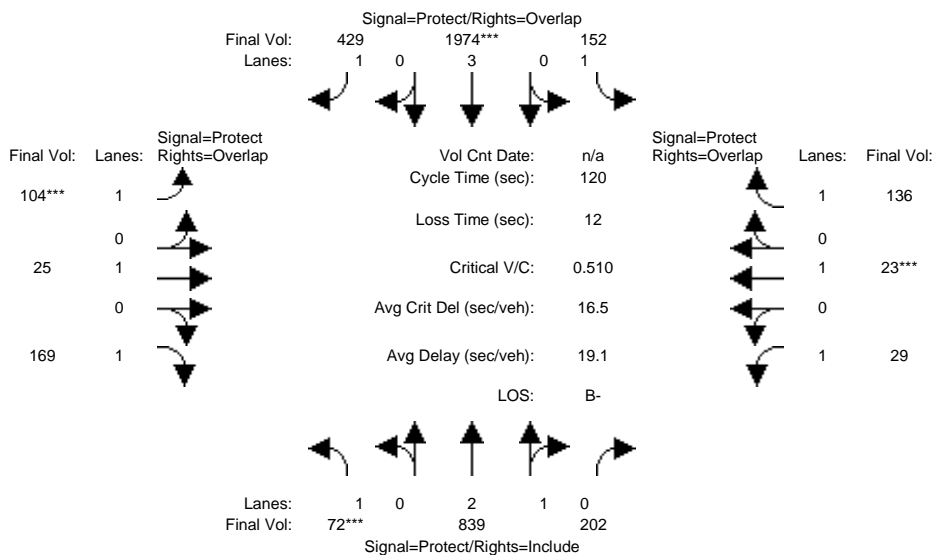 Signal=Protect/Rights=Overlap
Final Vol: 429 1974*** 152
Lanes: 1 0 3 0 1
Signal=Protect Signal=Protect
Final Vol: Lanes: Rights=Overlap Vol Cnt Date: n/a Rights=Overlap Lanes: Final Vol:
Cycle Time (sec): 120
104*** 1 1 136
Loss Time (sec): 12
0 0
25 1 Critical V/C: 0.510 1 23***
0 Avg Crit Del (sec/veh): 16.5 0
169 1 Avg Delay (sec/veh): 19.1 1 29
LOS: B-
Lanes: 1 0 2 1 0
Final Vol: 72*** 839 202
Signal=Protect/Rights=Include